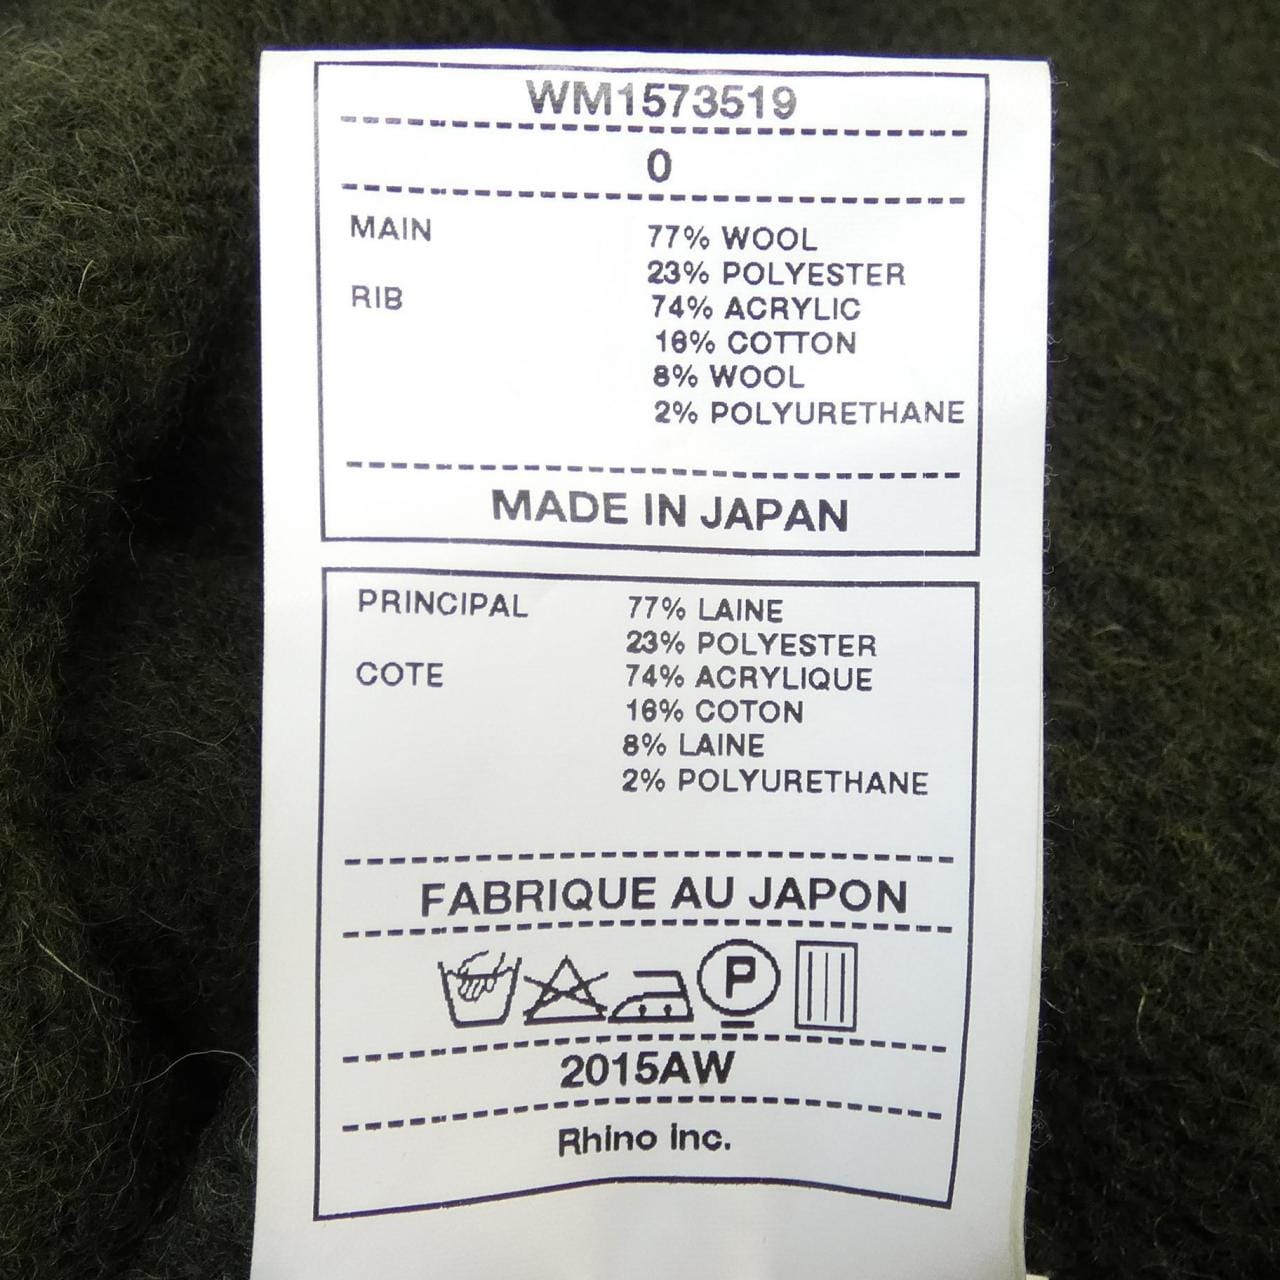 WM1573519
0
MAIN 77% WOOL
23% POLYESTER
RIB 74% ACRYLIC
16% COTTON
8% WOOL
2% POLYURETHANE
MADE IN JAPAN
PRINCIPAL 77% LAINE
23% POLYESTER
COTE 74% ACRYLIQUE
16% COTON
8% LAINE
2% POLYURETHANE
FABRIQUE AU JAPON
P
2015AW
Rhino inc.